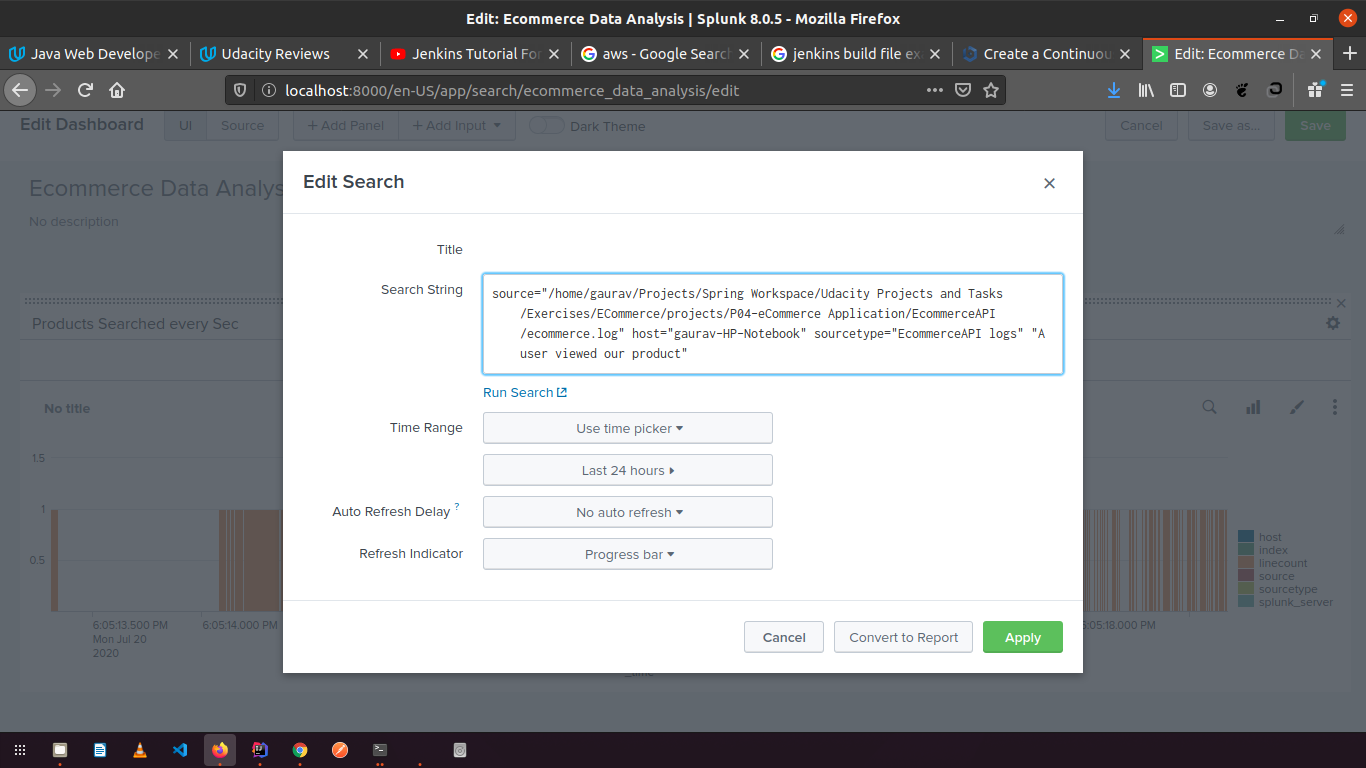 Edit: Ecommerce Data Analysis | Splunk 8.0.5 - Mozilla Firefox
Java Web Develope
Udacity Reviews
Jenkins Tutorial For
aws - Google Search
jenkins build file exa
Create a Continuou
Edit: Ecommerce Da
localhost:8000/en-US/app/search/ecommerce_data_analysis/edit
Edit Dashboard UI Source + Add Panel + Add Input Dark Theme Cancel Save as... Save
Ecommerce Data Analys
No description
Edit Search
Title
Search String
source="/home/gaurav/Projects/Spring Workspace/Udacity Projects and Tasks
/Exercises/ECommerce/projects/P04-eCommerce Application/EcommerceAPI
/ecommerce.log" host="gaurav-HP-Notebook" sourcetype="EcommerceAPI logs" "A
user viewed our product"
Run Search
Time Range Use time picker
Last 24 hours
Auto Refresh Delay ? No auto refresh
Refresh Indicator Progress bar
Cancel Convert to Report Apply
Products Searched every Sec
No title
1.5
1
0.5
6:05:13.500 PM
Mon Jul 20
2020
6:05:14.000 PM
6:05:18.000 PM
_time
host
index
linecount
source
sourcetype
splunk_server